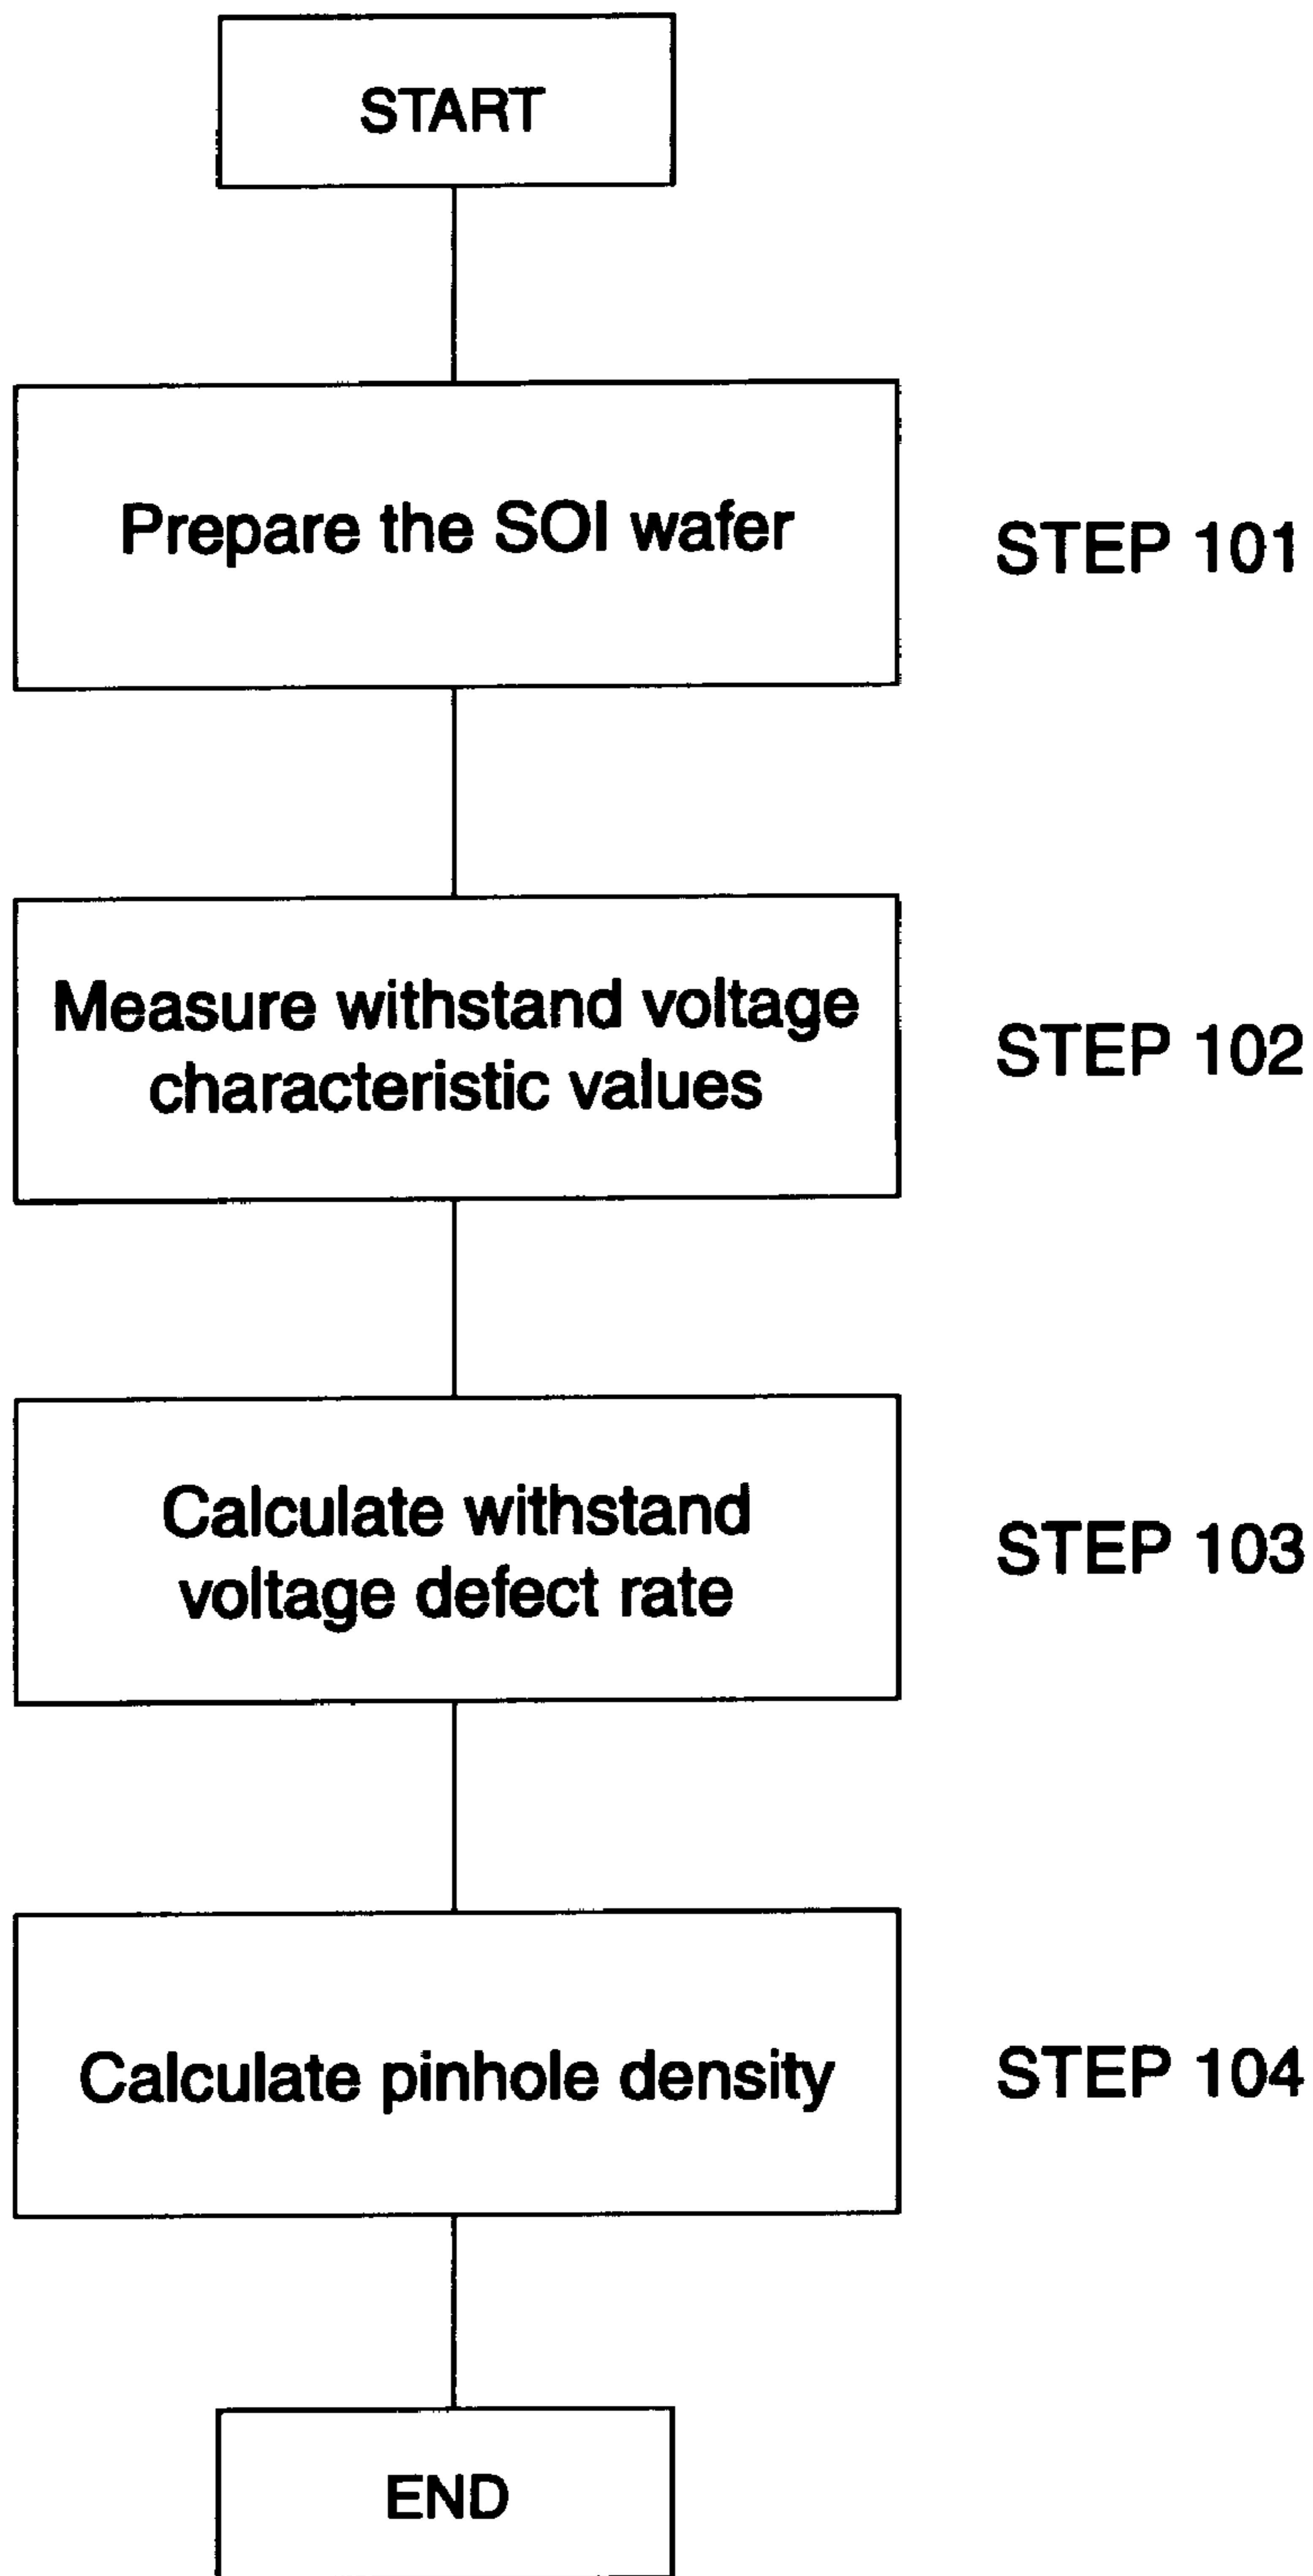 START
Prepare the SOI wafer
STEP 101
Measure withstand voltage
characteristic values
STEP 102
Calculate withstand
voltage defect rate
STEP 103
Calculate pinhole density
STEP 104
END